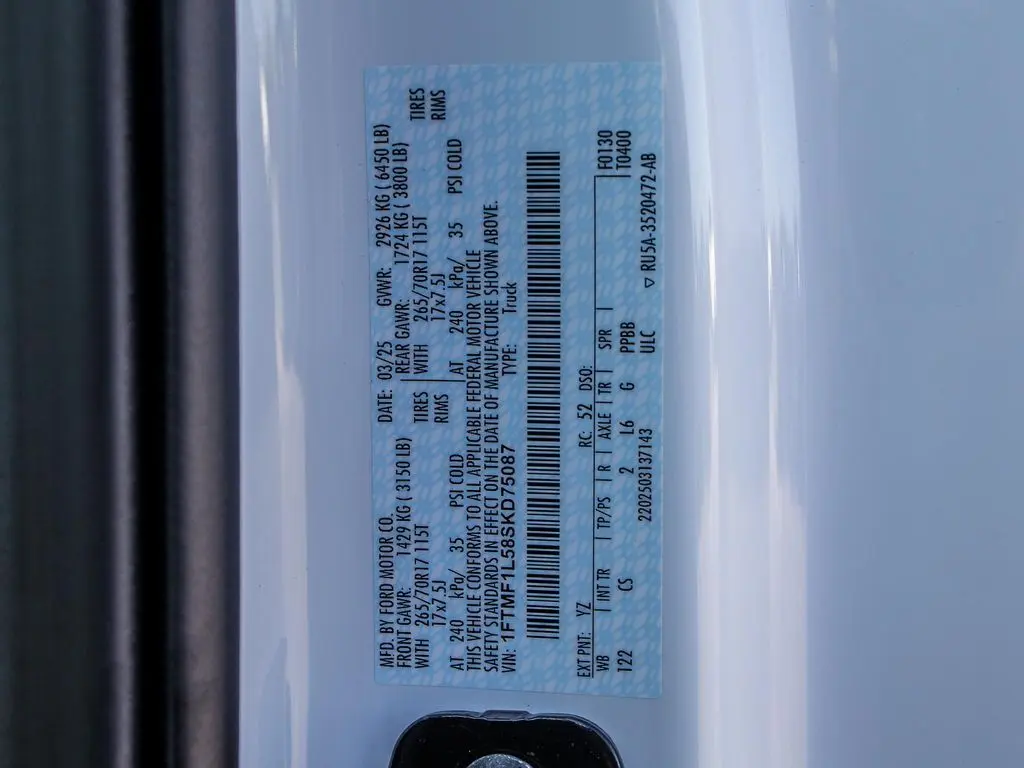 MFD. BY FORD MOTOR CO. DATE: 03/25 GVWR: 2926 KG ( 6450 LB)
FRONT GAWR: 1429 KG ( 3150 LB) REAR GAWR: 1724 KG ( 3800 LB)
WITH 265/70R17 115T TIRES WITH 265/70R17 115T TIRES
17x7.5J RIMS 17x7.5J RIMS
AT 240 kPa/ 35 PSI COLD AT 240 kPa/ 35 PSI COLD
THIS VEHICLE CONFORMS TO ALL APPLICABLE FEDERAL MOTOR VEHICLE
SAFETY STANDARDS IN EFFECT ON THE DATE OF MANUFACTURE SHOWN ABOVE.
VIN: 1FTMF1L58SKD75087 TYPE: Truck
EXT PNT: YZ RC: 52 DSO:
WB INT TR TP/PS R AXLE TR SPR F0130
122 CS 2 L6 G PPBB T0400
2202503137143 ULC ▽ RU5A-3520472-AB